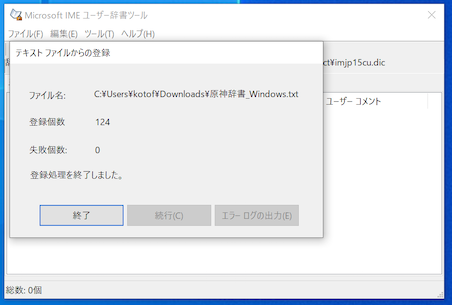 Microsoft IME ユーザー辞書ツール
ファイル(F) 編集(E) ツール(T) ヘルプ(H)
テキスト ファイルからの登録
ct¥imjp15cu.dic
ユーザー コメント
ファイル名: C:¥Users¥kotof¥Downloads¥原神辞書_Windows.txt
登録個数 124
失敗個数: 0
登録処理を終了しました。
終了 続行(C) エラー ログの出力(E)
総数: 0個